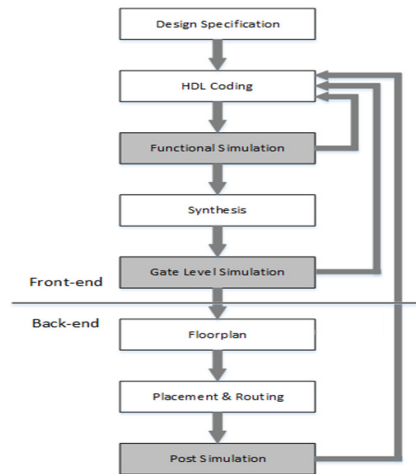 Design Specification
HDL Coding
Functional Simulation
Synthesis
Gate Level Simulation
Front-end
Back-end
Floorplan
Placement & Routing
Post Simulation